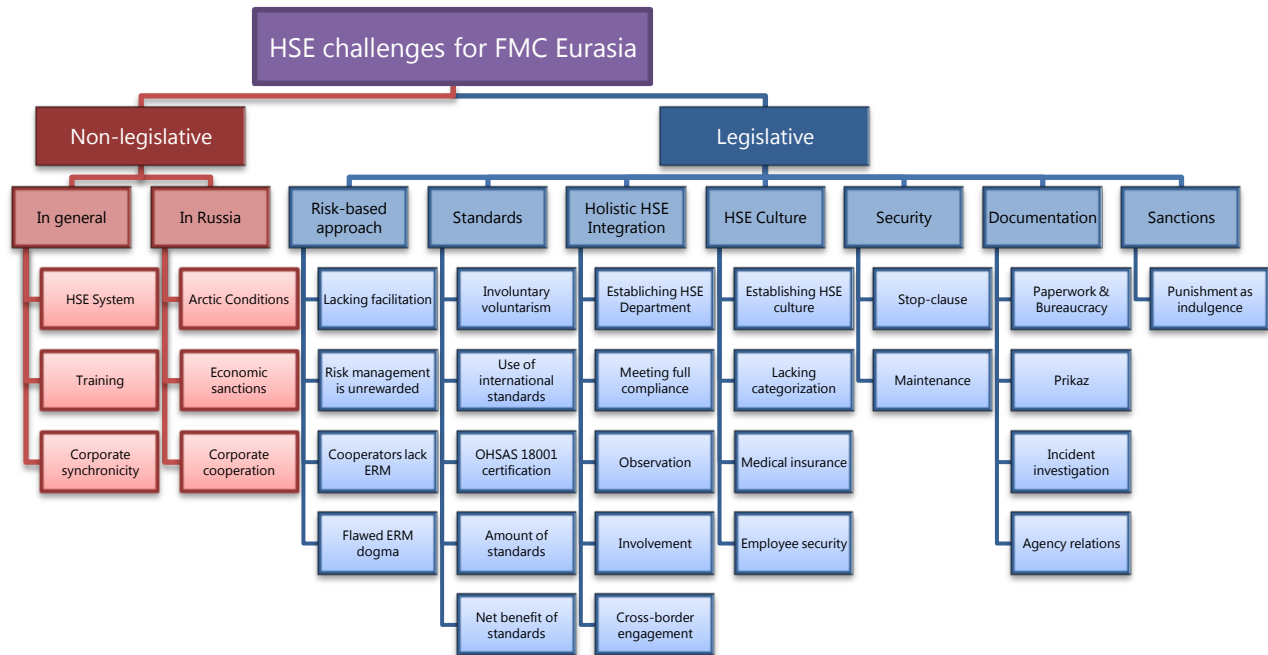 HSE challenges for FMC Eurasia
Non-legislative
Legislative
In general
In Russia
Risk-based
approach
Standards
Holistic HSE
Integration
HSE Culture
Security
Documentation
Sanctions
HSE System
Arctic Conditions
Lacking facilitation
Involuntary
voluntarism
Establiching HSE
Department
Establishing HSE
culture
Stop-clause
Paperwork &
Bureaucracy
Punishment as
indulgence
Training
Economic
sanctions
Risk management
is unrewarded
Use of
international
standards
Meeting full
compliance
Lacking
categorization
Maintenance
Prikaz
Corporate
synchronicity
Corporate
cooperation
Cooperators lack
ERM
OHSAS 18001
certification
Observation
Medical insurance
Incident
investigation
Flawed ERM
dogma
Amount of
standards
Involvement
Employee security
Agency relations
Net benefit of
standards
Cross-border
engagement